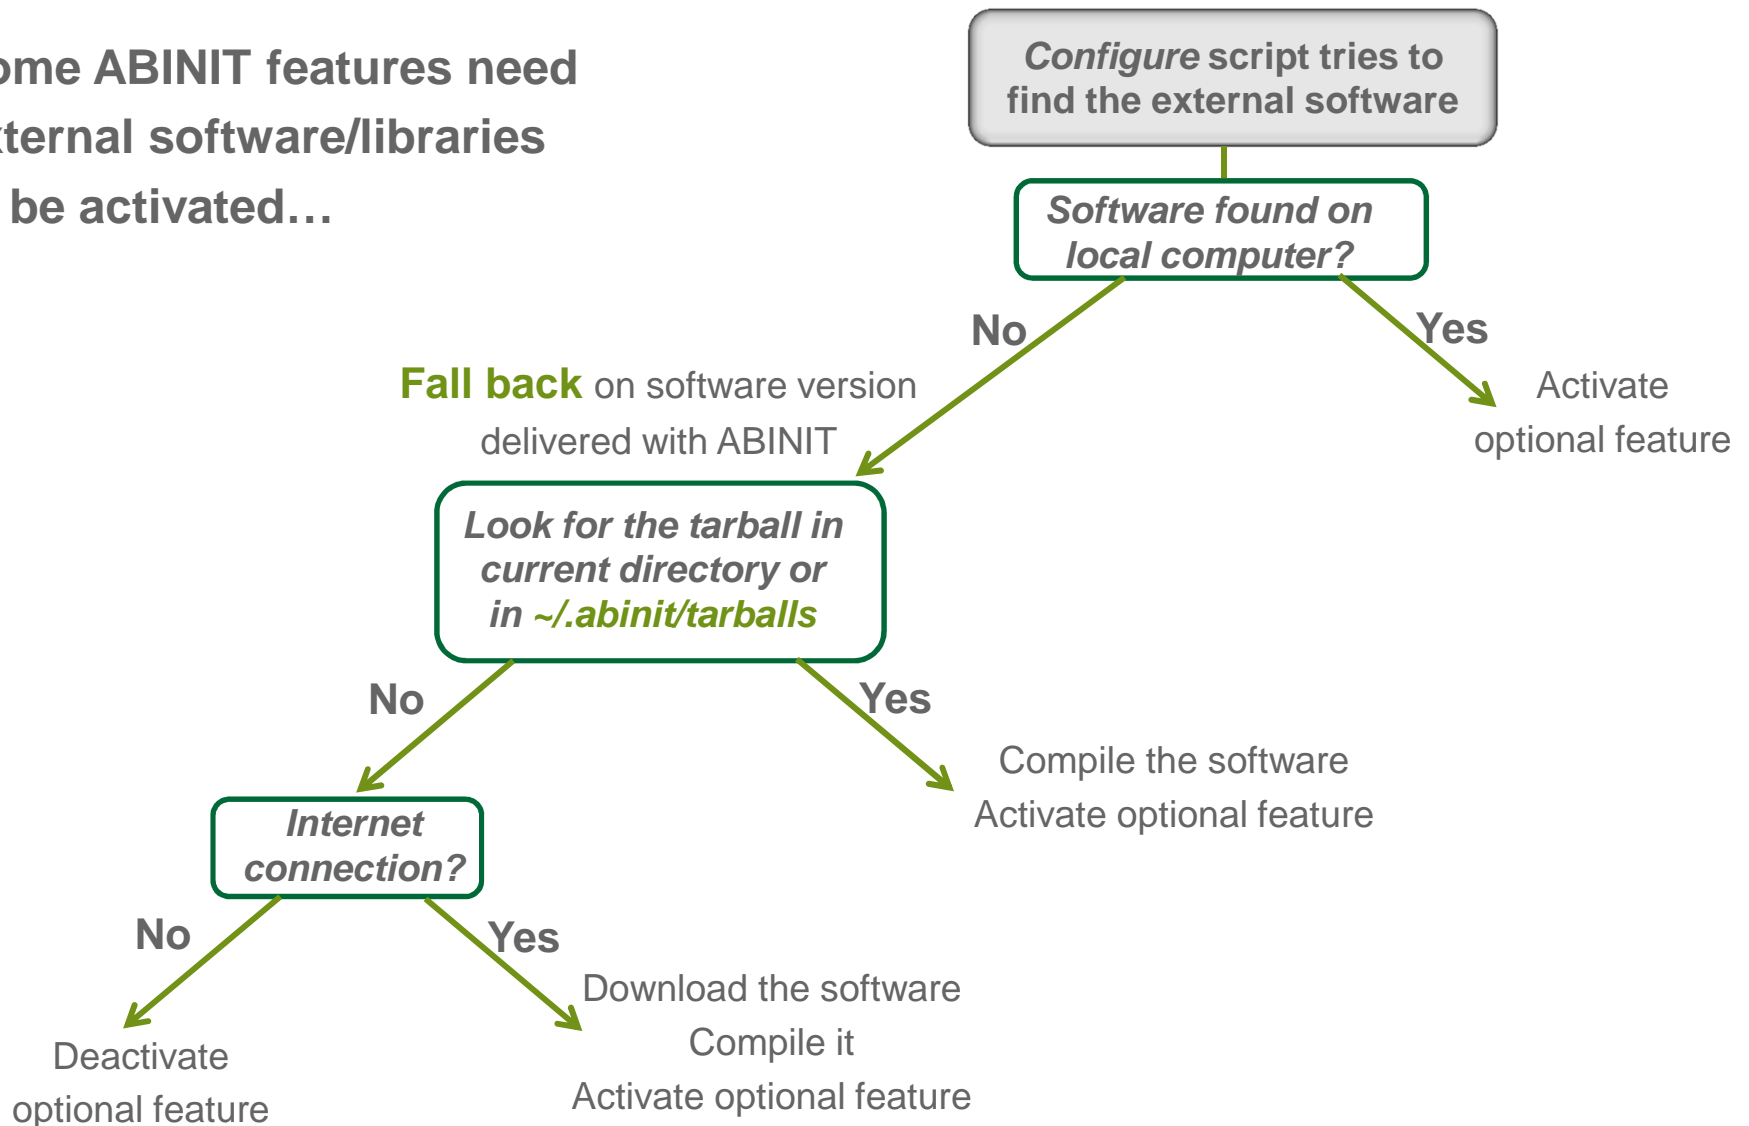 ome ABINIT features need
xternal software/libraries
be activated…
Configure script tries to
find the external software
Software found on
local computer?
No
Yes
Fall back on software version
delivered with ABINIT
Activate
optional feature
Look for the tarball in
current directory or
in ~/.abinit/tarballs
No
Yes
Compile the software
Activate optional feature
Internet
connection?
No
Yes
Download the software
Compile it
Activate optional feature
Deactivate
optional feature